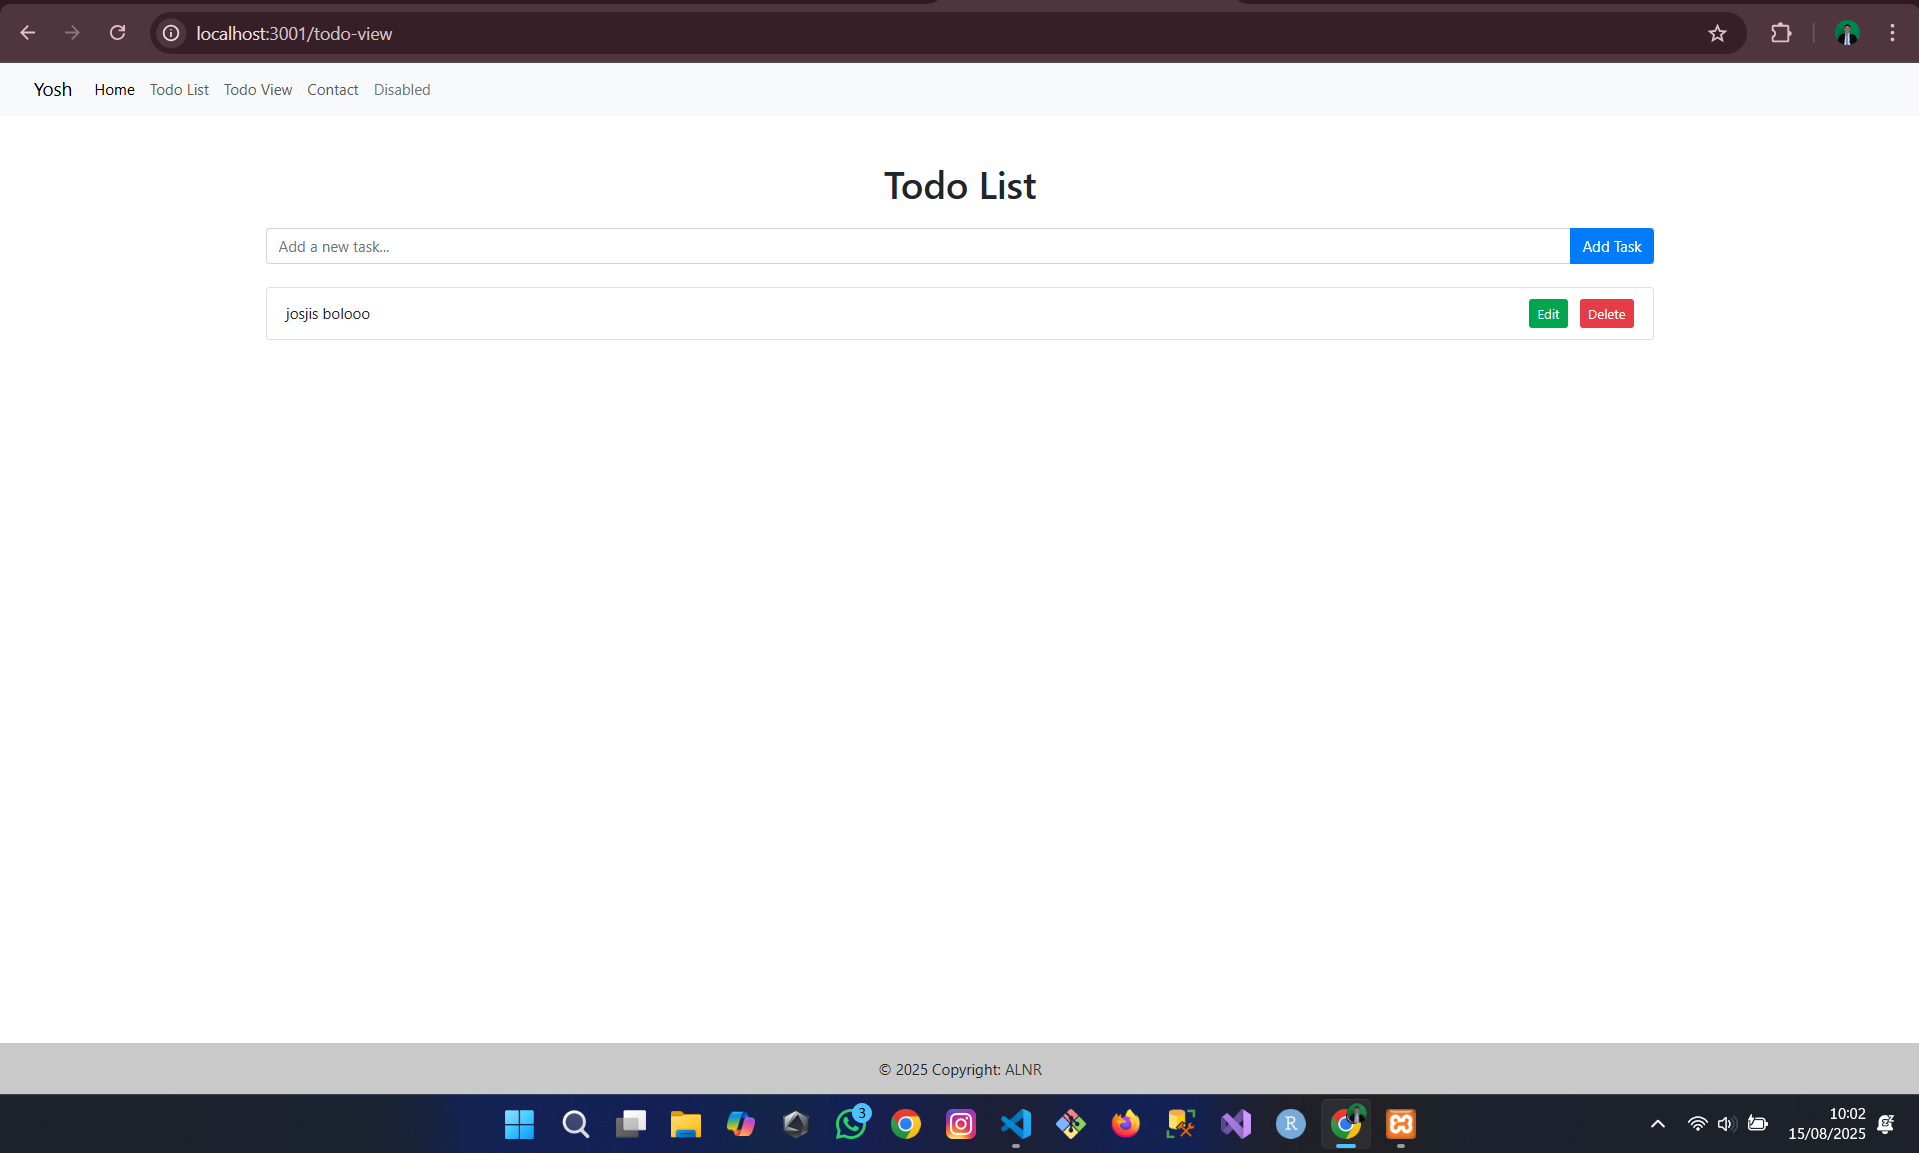 localhost:3001/todo-view
Yosh Home Todo List Todo View Contact Disabled
Todo List
Add a new task... Add Task
josjis bolooo Edit Delete
© 2025 Copyright: ALNR
3
R
10:02
15/08/2025